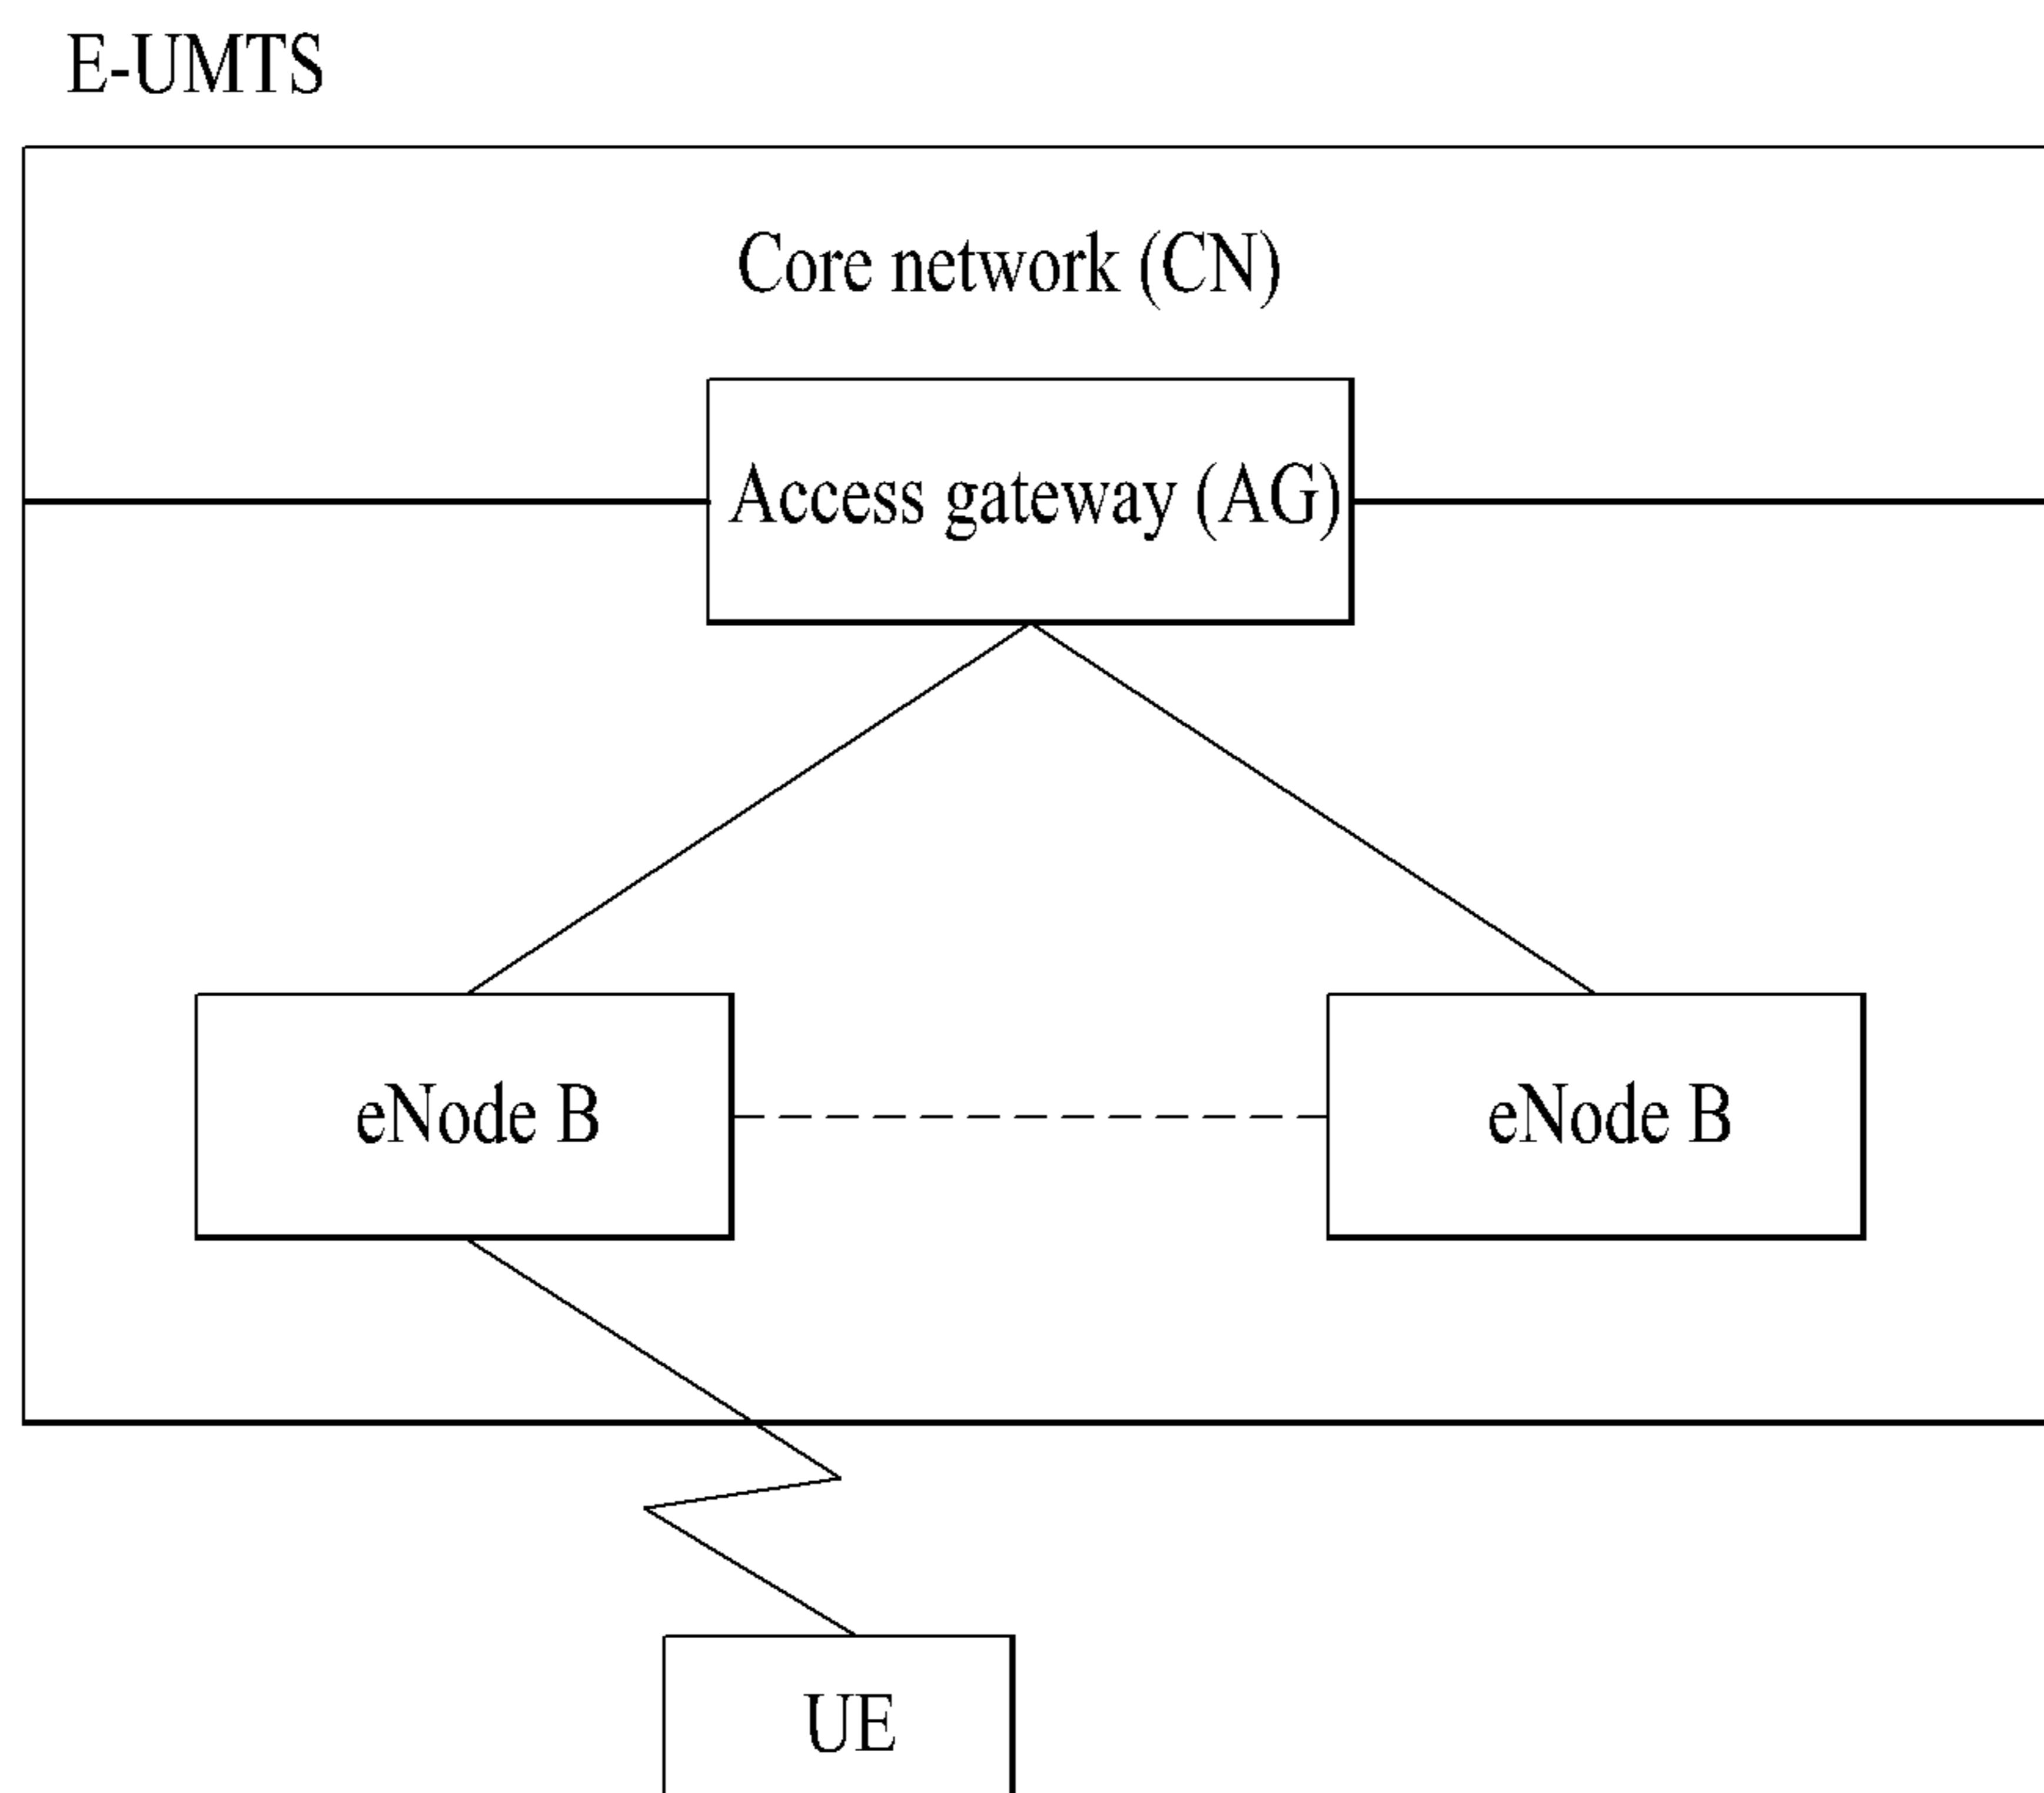 E-UMTS
Core network (CN)
Access gateway (AG)
eNode B
eNode B
UE